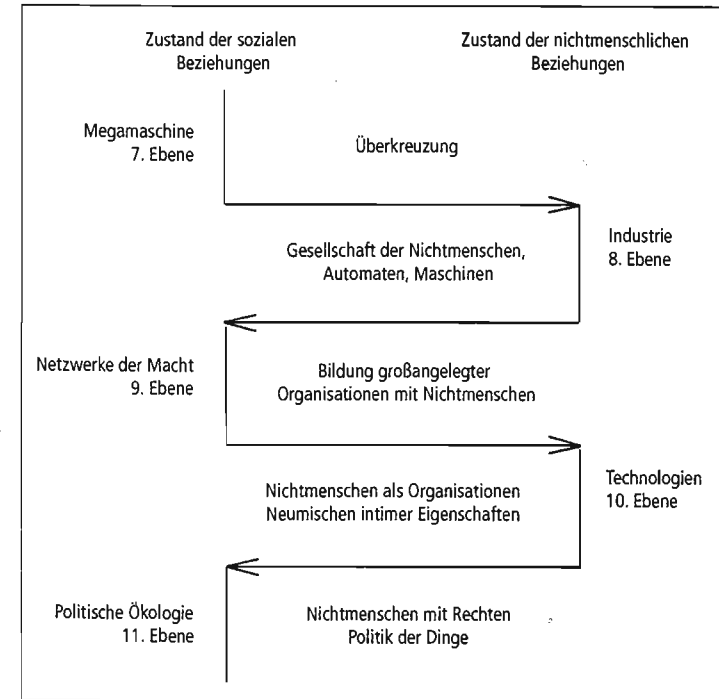 Zustand der sozialen
Beziehungen
Zustand der nichtmenschlichen
Beziehungen
Megamaschine
7. Ebene
Überkreuzung
Gesellschaft der Nichtmenschen,
Automaten, Maschinen
Industrie
8. Ebene
Netzwerke der Macht
9. Ebene
Bildung großangelegter
Organisationen mit Nichtmenschen
Nichtmenschen als Organisationen
Neumischen intimer Eigenschaften
Technologien
10. Ebene
Politische Ökologie
11. Ebene
Nichtmenschen mit Rechten
Politik der Dinge